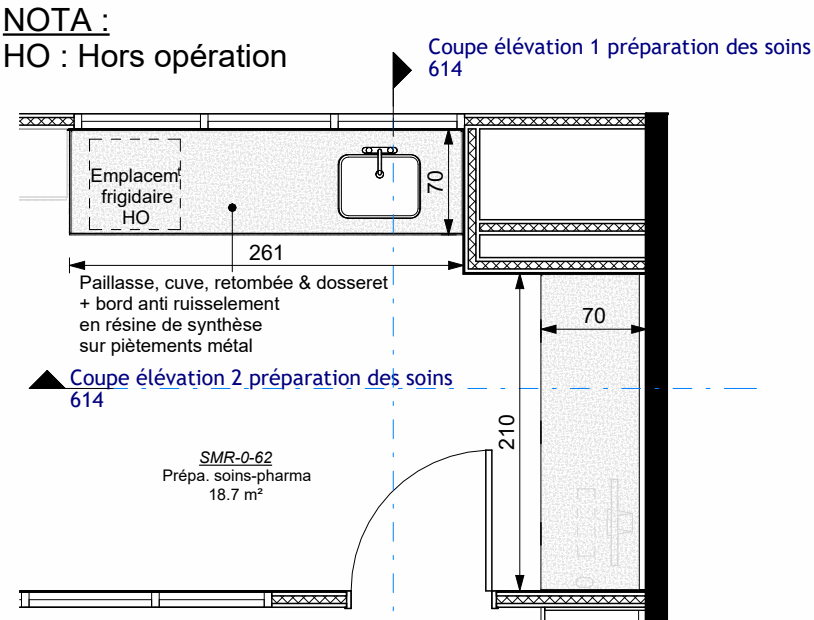 NOTA :
HO : Hors opération
Coupe élévation 1 préparation des soins
614
Emplacemt
frigidaire
HO
70
261
Paillasse, cuve, retombée & dosseret
+ bord anti ruisselement
en résine de synthèse
sur piètements métal
70
Coupe élévation 2 préparation des soins
614
210
SMR-0-62
Prépa. soins-pharma
18.7 m²